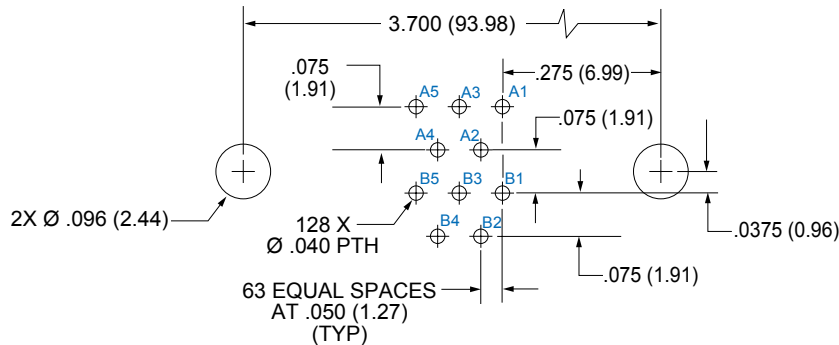 3.700 (93.98)
.075
(1.91)
.275 (6.99)
A5
A3
A1
.075 (1.91)
A4
A2
B5
B3
B1
2X Ø .096 (2.44)
128 X
Ø .040 PTH
B4
B2
.0375 (0.96)
.075 (1.91)
63 EQUAL SPACES
AT .050 (1.27)
(TYP)